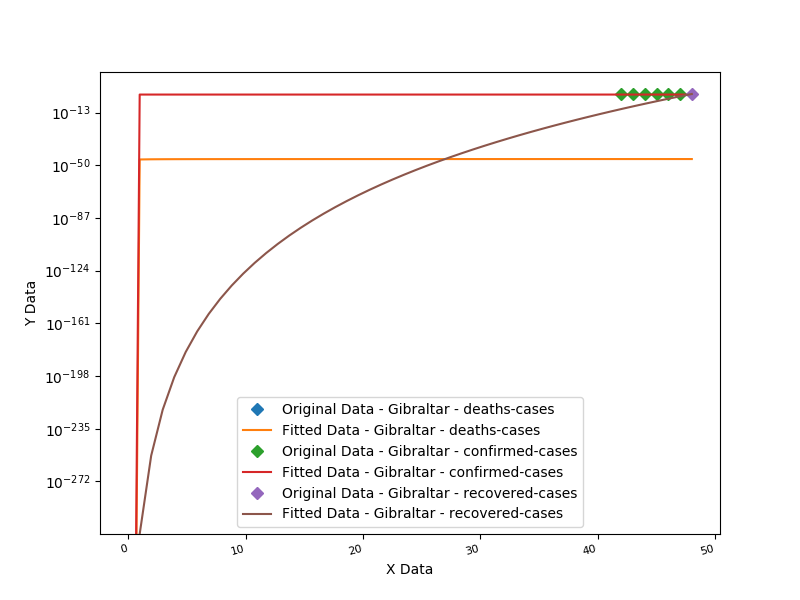 10⁻¹³
10⁻⁵⁰
10⁻⁸⁷
10⁻¹²⁴
10⁻¹⁶¹
10⁻¹⁹⁸
10⁻²³⁵
10⁻²⁷²
Y Data
Original Data - Gibraltar - deaths-cases
Fitted Data - Gibraltar - deaths-cases
Original Data - Gibraltar - confirmed-cases
Fitted Data - Gibraltar - confirmed-cases
Original Data - Gibraltar - recovered-cases
Fitted Data - Gibraltar - recovered-cases
0 10 20 30 40 50
X Data